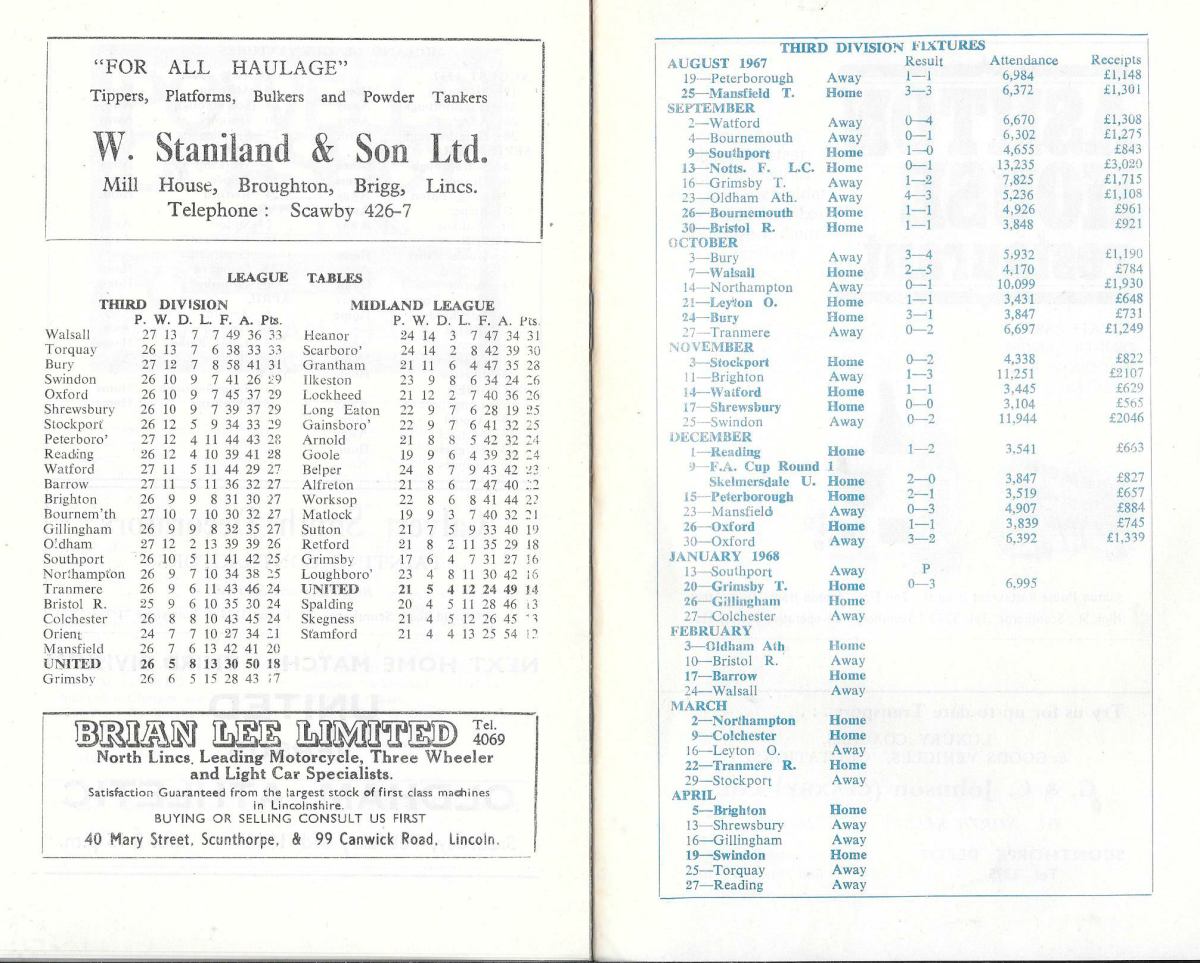 "FOR ALL HAULAGE"
Tippers, Platforms, Bulkers and Powder Tankers
W. Staniland & Son Ltd.
Mill House, Broughton, Brigg, Lincs.
Telephone : Scawby 426-7
LEAGUE TABLES
THIRD DIVISION
P. W. D. L. F. A. Pts.
Walsall 27 13 7 7 49 36 33
Torquay 26 13 7 6 38 33 33
Bury 27 12 7 8 58 41 31
Swindon 26 10 9 7 41 26 29
Oxford 26 10 9 7 45 37 29
Shrewsbury 26 10 9 7 39 37 29
Stockport 26 12 5 9 34 33 29
Peterboro' 27 12 4 11 44 43 28
Reading 26 12 4 10 39 41 28
Watford 27 11 5 11 44 29 27
Barrow 27 11 5 11 36 32 27
Brighton 26 9 9 8 31 30 27
Bournem'th 27 10 7 10 30 32 27
Gillingham 26 9 9 8 32 35 27
Oldham 27 12 2 13 39 39 26
Southport 26 10 5 11 41 42 25
Northampton 26 9 7 10 34 38 25
Tranmere 26 9 6 11 43 46 24
Bristol R. 25 9 6 10 35 30 24
Colchester 26 8 8 10 43 45 24
Orient 24 7 7 10 27 34 21
Mansfield 26 7 6 13 42 41 20
UNITED 26 5 8 13 30 50 18
Grimsby 26 6 5 15 28 43 17
MIDLAND LEAGUE
P. W. D. L. F. A. Pts.
Heanor 24 14 3 7 47 34 31
Scarboro' 24 14 2 8 42 39 30
Grantham 21 11 6 4 47 35 28
Ilkeston 23 9 8 6 34 24 26
Lockheed 21 12 2 7 40 36 26
Long Eaton 22 9 7 6 28 19 25
Gainsboro' 22 9 7 6 41 32 25
Arnold 21 8 8 5 42 32 24
Goole 19 9 6 4 39 32 24
Belper 24 8 7 9 43 42 23
Alfreton 21 8 6 7 47 40 22
Worksop 22 8 6 8 41 44 22
Matlock 19 9 3 7 40 32 21
Sutton 21 7 5 9 33 40 19
Retford 21 8 2 11 35 29 18
Grimsby 17 6 4 7 31 27 16
Loughboro' 23 4 8 11 30 42 16
UNITED 21 5 4 12 24 49 14
Spalding 20 4 5 11 28 46 13
Skegness 21 4 5 12 26 45 13
Stamford 21 4 4 13 25 54 12
BRIAN LEE LIMITED Tel. 4069
North Lincs. Leading Motorcycle, Three Wheeler
and Light Car Specialists.
Satisfaction Guaranteed from the largest stock of first class machines
in Lincolnshire.
BUYING OR SELLING CONSULT US FIRST
40 Mary Street, Scunthorpe, & 99 Canwick Road, Lincoln.
THIRD DIVISION FIXTURES
AUGUST 1967 Result Attendance Receipts
19—Peterborough Away 1—1 6,984 £1,148
25—Mansfield T. Home 3—3 6,372 £1,301
SEPTEMBER
2—Watford Away 0—4 6,670 £1,308
4—Bournemouth Away 0—1 6,302 £1,275
9—Southport Home 1—0 4,655 £843
13—Notts. F. L.C. Home 0—1 13,235 £3,020
16—Grimsby T. Away 1—2 7,825 £1,715
23—Oldham Ath. Away 4—3 5,236 £1,108
26—Bournemouth Home 1—1 4,926 £961
30—Bristol R. Home 1—1 3,848 £921
OCTOBER
3—Bury Away 3—4 5,932 £1,190
7—Walsall Home 2—5 4,170 £784
14—Northampton Away 0—1 10,099 £1,930
21—Leyton O. Home 1—1 3,431 £648
24—Bury Home 3—1 3,847 £731
27—Tranmere Away 0—2 6,697 £1,249
NOVEMBER
3—Stockport Home 0—2 4,338 £822
11—Brighton Away 1—3 11,251 £2107
14—Watford Home 1—1 3,445 £629
17—Shrewsbury Home 0—0 3,104 £565
25—Swindon Away 0—2 11,944 £2046
DECEMBER
1—Reading Home 1—2 3,541 £663
9—F.A. Cup Round 1
Skelmersdale U. Home 2—0 3,847 £827
15—Peterborough Home 2—1 3,519 £657
23—Mansfield Away 0—3 4,907 £884
26—Oxford Home 1—1 3,839 £745
30—Oxford Away 3—2 6,392 £1,339
JANUARY 1968
13—Southport Away P
20—Grimsby T. Home 0—3 6,995
26—Gillingham Home
27—Colchester Away
FEBRUARY
3—Oldham Ath Home
10—Bristol R. Away
17—Barrow Home
24—Walsall Away
MARCH
2—Northampton Home
9—Colchester Home
16—Leyton O. Away
22—Tranmere R. Home
29—Stockport Away
APRIL
5—Brighton Home
13—Shrewsbury Away
16—Gillingham Away
19—Swindon Home
25—Torquay Away
27—Reading Away